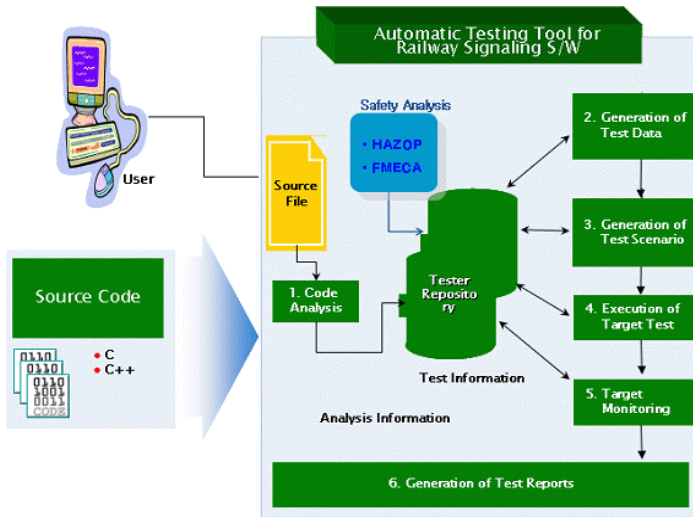 Automatic Testing Tool for
Railway Signaling S/W
User
Source Code
0110
• C
• C++
0110
1001
0011
CODE
Safety Analysis
• HAZOP
• FMECA
Source
File
1. Code
Analysis
Tester
Reposito
ry
Test Information
Analysis Information
2. Generation of
Test Data
3. Generation of
Test Scenario
4. Execution of
Target Test
5. Target
Monitoring
6. Generation of Test Reports